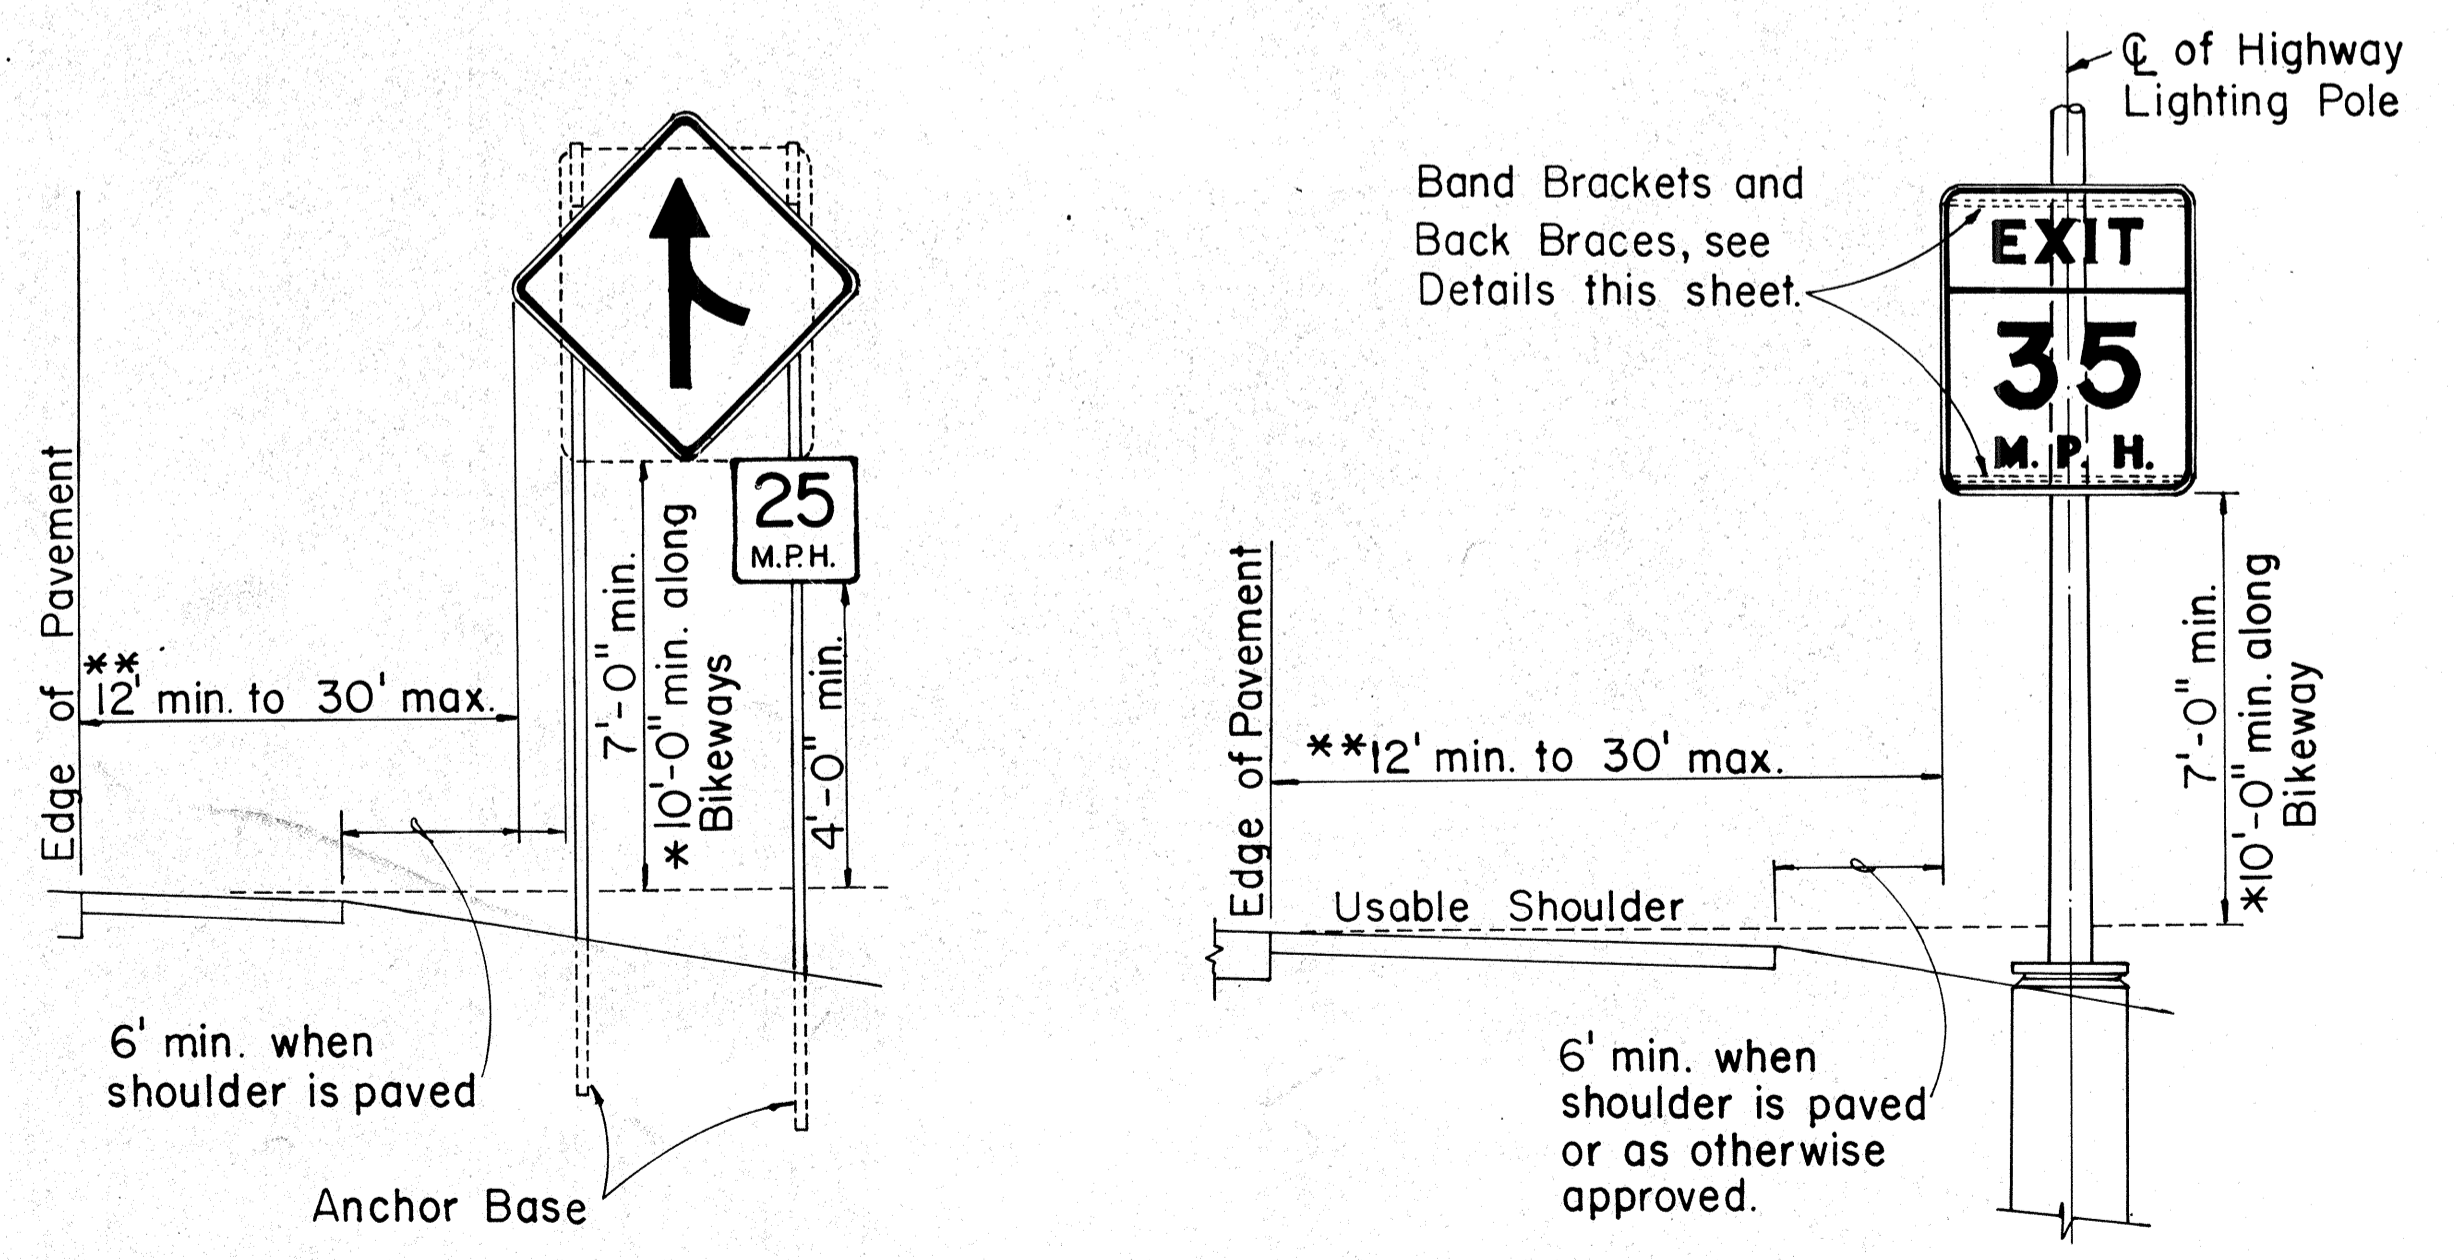 Edge of Pavement
**
12' min. to 30' max.
7'-0" min.
*10'-0" min. along
Bikeways
25
M.P.H.
4'-0" min.
6' min. when
shoulder is paved
Anchor Base
℄ of Highway
Lighting Pole
Band Brackets and
Back Braces, see
Details this sheet.
EXIT
35
M. P. H.
Edge of Pavement
**12' min. to 30' max.
Usable Shoulder
7'-0" min.
*10'-0" min. along
Bikeway
6' min. when
shoulder is paved
or as otherwise
approved.